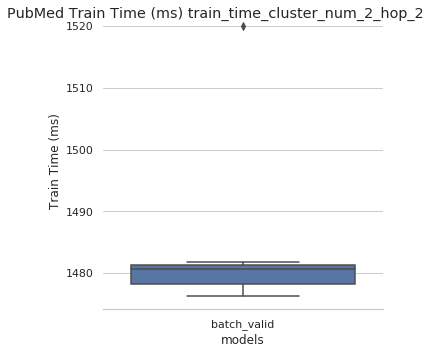 PubMed Train Time (ms) train_time_cluster_num_2_hop_2
1520
1510
1500
1490
1480
Train Time (ms)
batch_valid
models